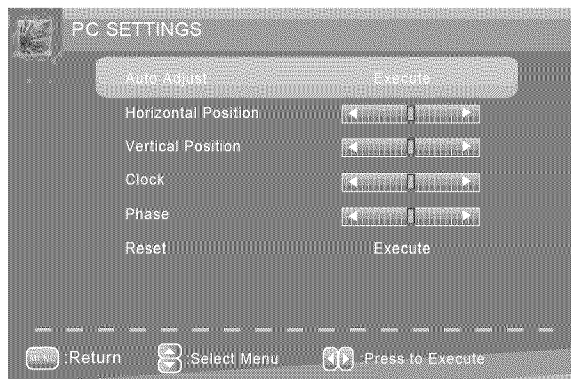 PC SETTINGS
Auto Adjust Execute
Horizontal Position
Vertical Position
Clock
Phase
Reset Execute
MENU :Return :Select Menu :Press to Execute